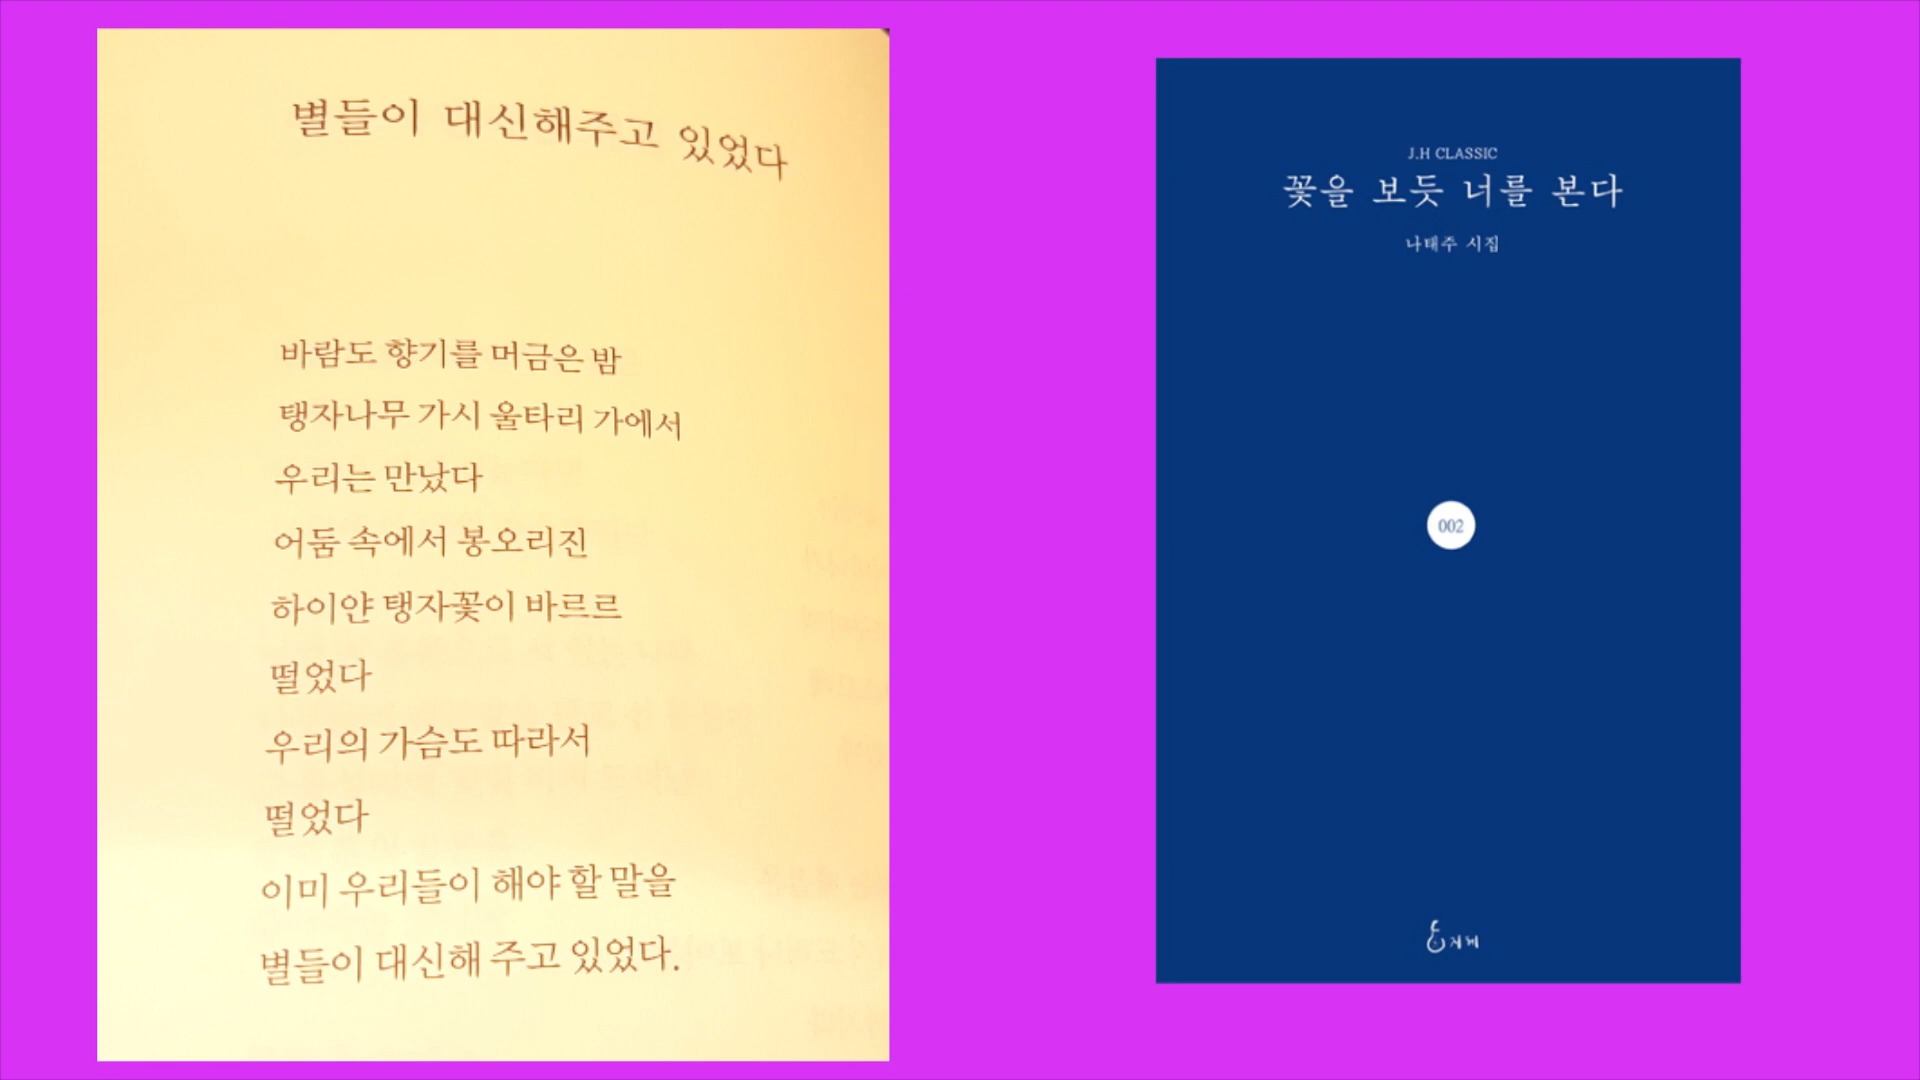 별들이 대신해주고 있었다
바람도 향기를 머금은 밤
탱자나무 가시 울타리 가에서
우리는 만났다
어둠 속에서 봉오리진
하이얀 탱자꽃이 바르르
떨었다
우리의 가슴도 따라서
떨었다
이미 우리들이 해야 할 말을
별들이 대신해 주고 있었다.
J.H CLASSIC
꽃을 보듯 너를 본다
나태주 시집
002
지혜